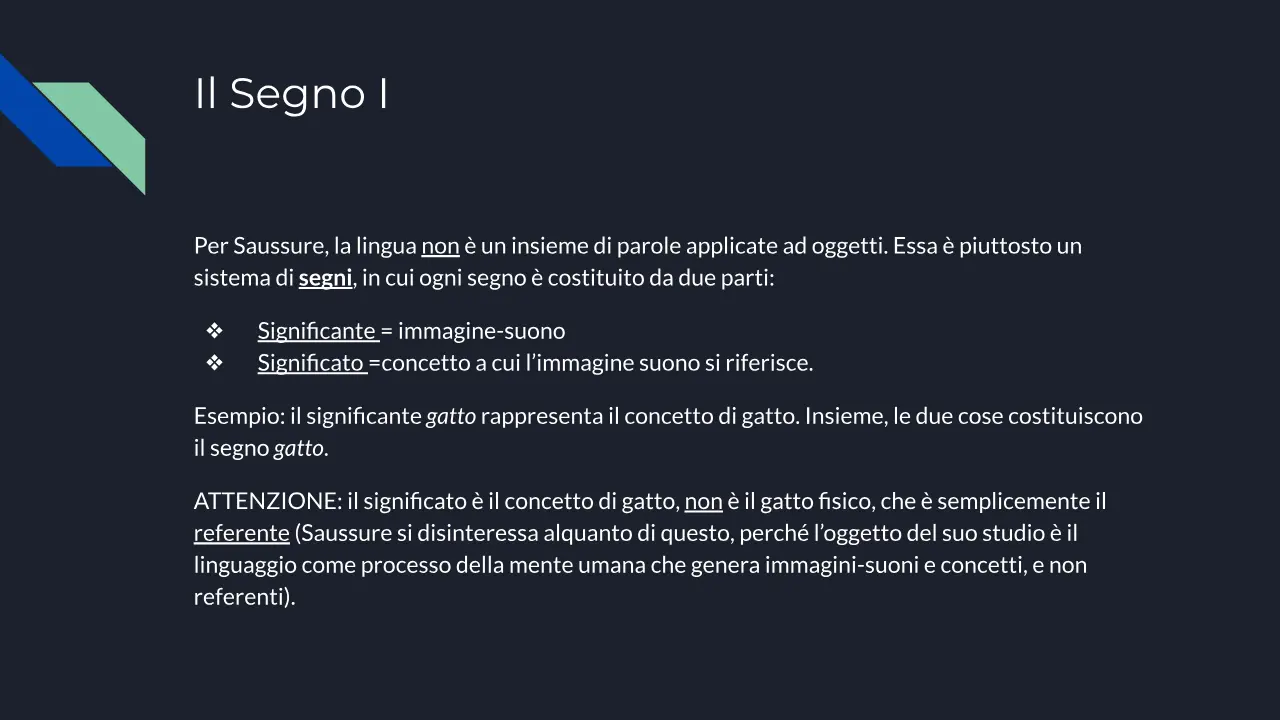 Il Segno I
Per Saussure, la lingua non è un insieme di parole applicate ad oggetti. Essa è piuttosto un
sistema di segni, in cui ogni segno è costituito da due parti:
❖ Significante = immagine-suono
❖ Significato =concetto a cui l’immagine suono si riferisce.
Esempio: il significante gatto rappresenta il concetto di gatto. Insieme, le due cose costituiscono
il segno gatto.
ATTENZIONE: il significato è il concetto di gatto, non è il gatto fisico, che è semplicemente il
referente (Saussure si disinteressa alquanto di questo, perché l’oggetto del suo studio è il
linguaggio come processo della mente umana che genera immagini-suoni e concetti, e non
referenti).